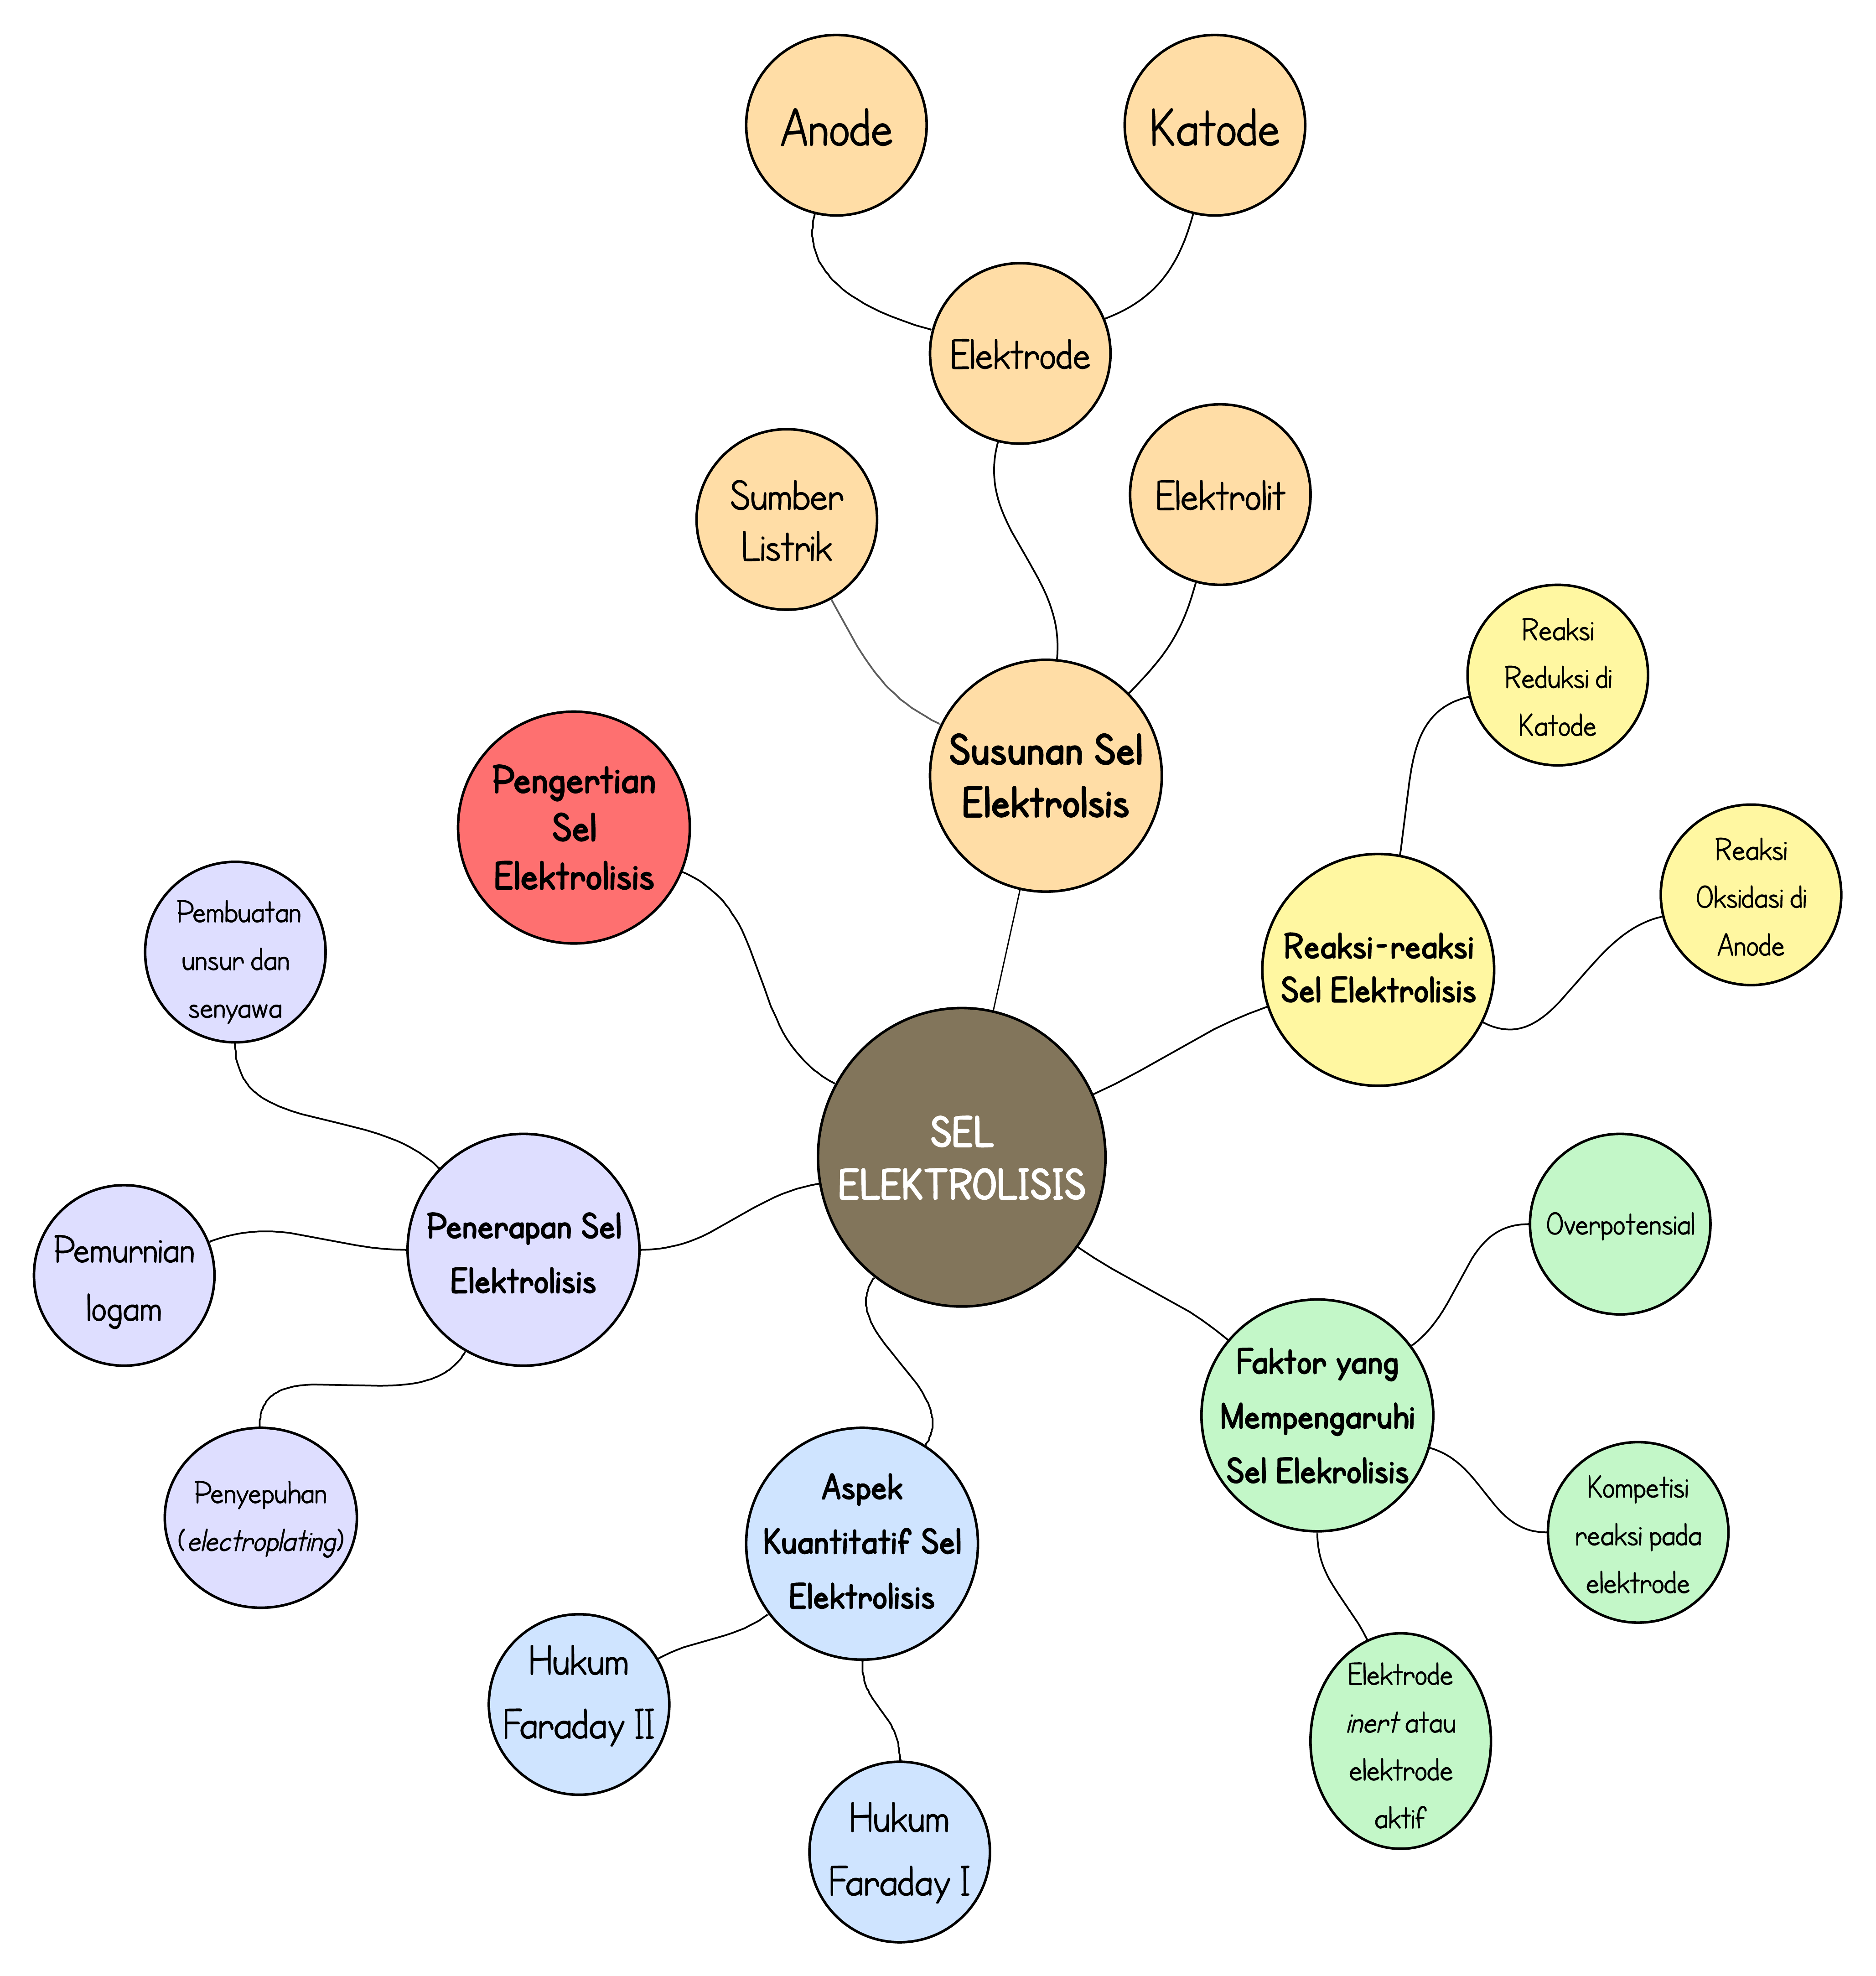 Anode
Katode
Elektrode
Sumber
Listrik
Elektrolit
Susunan Sel
Elektrolsis
Reaksi
Reduksi di
Katode
Pengertian
Sel
Elektrolisis
Reaksi
Oksidasi di
Anode
Reaksi-reaksi
Sel Elektrolisis
Pembuatan
unsur dan
senyawa
SEL
ELEKTROLISIS
Penerapan Sel
Elektrolisis
Pemurnian
logam
Penyepuhan
(electroplating)
Overpotensial
Faktor yang
Mempengaruhi
Sel Elekrolisis
Kompetisi
reaksi pada
elektrode
Elektrode
inert atau
elektrode
aktif
Aspek
Kuantitatif Sel
Elektrolisis
Hukum
Faraday II
Hukum
Faraday I